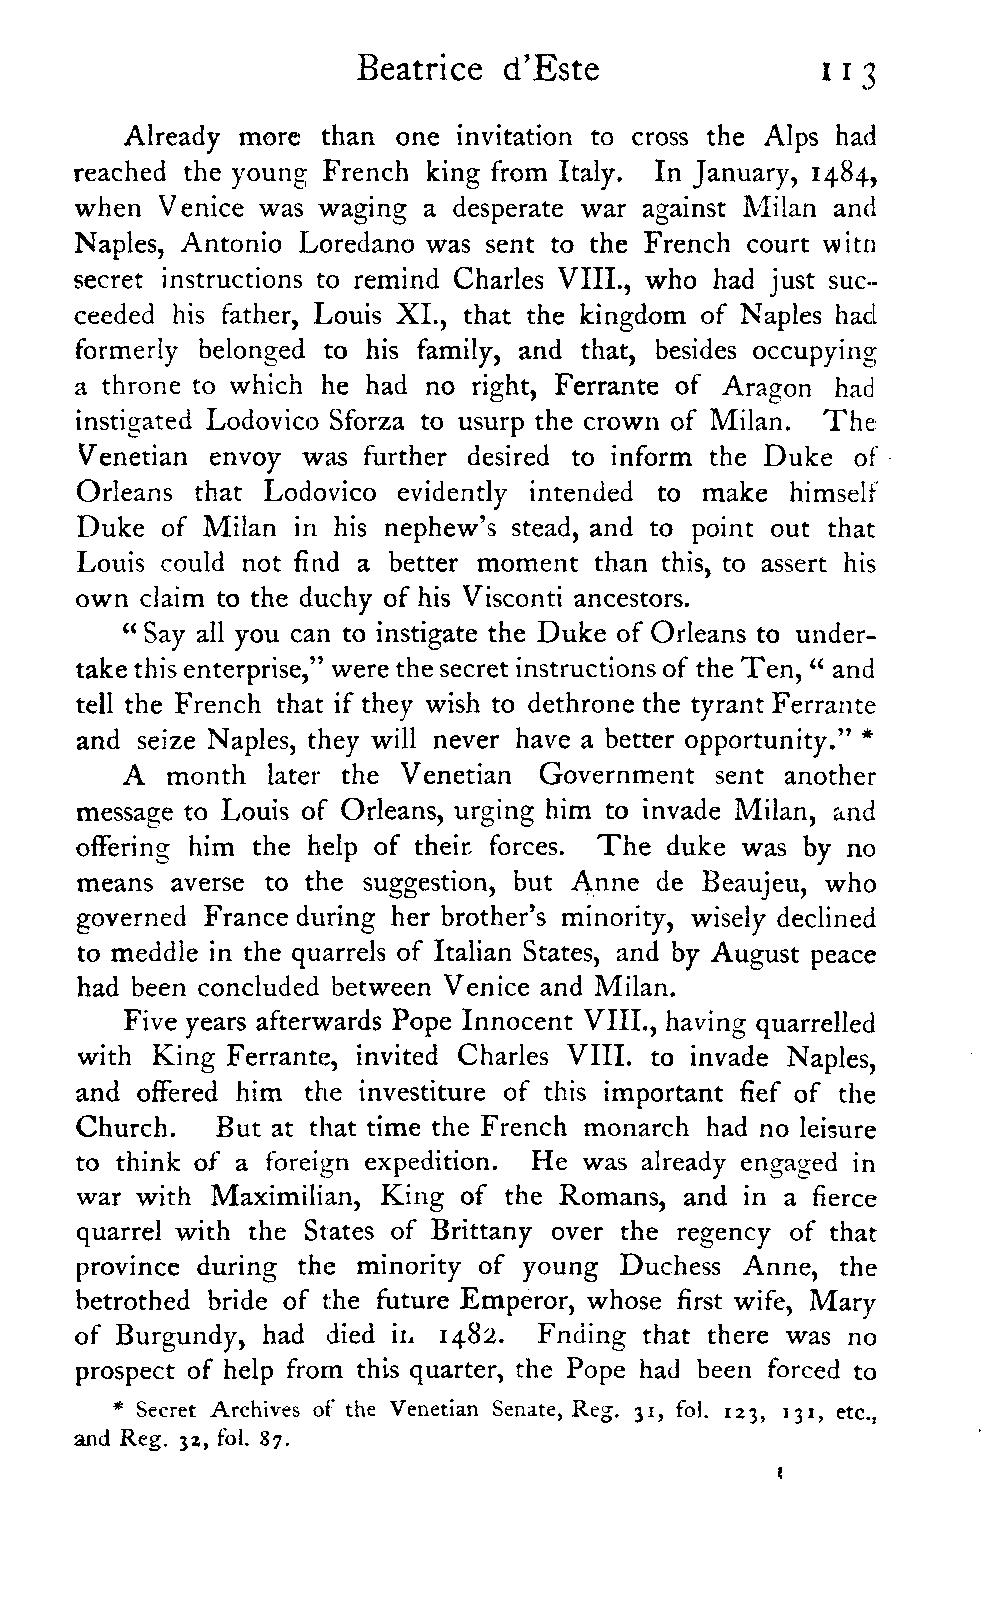 Beatrice d'Este 113
Already more than one invitation to cross the Alps had
reached the young French king from Italy. In January, 1484,
when Venice was waging a desperate war against Milan and
Naples, Antonio Loredano was sent to the French court witn
secret instructions to remind Charles VIII., who had just suc-
ceeded his father, Louis XI., that the kingdom of Naples had
formerly belonged to his family, and that, besides occupying
a throne to which he had no right, Ferrante of Aragon had
instigated Lodovico Sforza to usurp the crown of Milan. The
Venetian envoy was further desired to inform the Duke of
Orleans that Lodovico evidently intended to make himself
Duke of Milan in his nephew's stead, and to point out that
Louis could not find a better moment than this, to assert his
own claim to the duchy of his Visconti ancestors.
"Say all you can to instigate the Duke of Orleans to under-
take this enterprise," were the secret instructions of the Ten, "and
tell the French that if they wish to dethrone the tyrant Ferrante
and seize Naples, they will never have a better opportunity." *
A month later the Venetian Government sent another
message to Louis of Orleans, urging him to invade Milan, and
offering him the help of their forces. The duke was by no
means averse to the suggestion, but Anne de Beaujeu, who
governed France during her brother's minority, wisely declined
to meddle in the quarrels of Italian States, and by August peace
had been concluded between Venice and Milan.
Five years afterwards Pope Innocent VIII., having quarrelled
with King Ferrante, invited Charles VIII. to invade Naples,
and offered him the investiture of this important fief of the
Church. But at that time the French monarch had no leisure
to think of a foreign expedition. He was already engaged in
war with Maximilian, King of the Romans, and in a fierce
quarrel with the States of Brittany over the regency of that
province during the minority of young Duchess Anne, the
betrothed bride of the future Emperor, whose first wife, Mary
of Burgundy, had died in 1482. Fnding that there was no
prospect of help from this quarter, the Pope had been forced to
* Secret Archives of the Venetian Senate, Reg. 31, fol. 123, 131, etc.,
and Reg. 32, fol. 87.